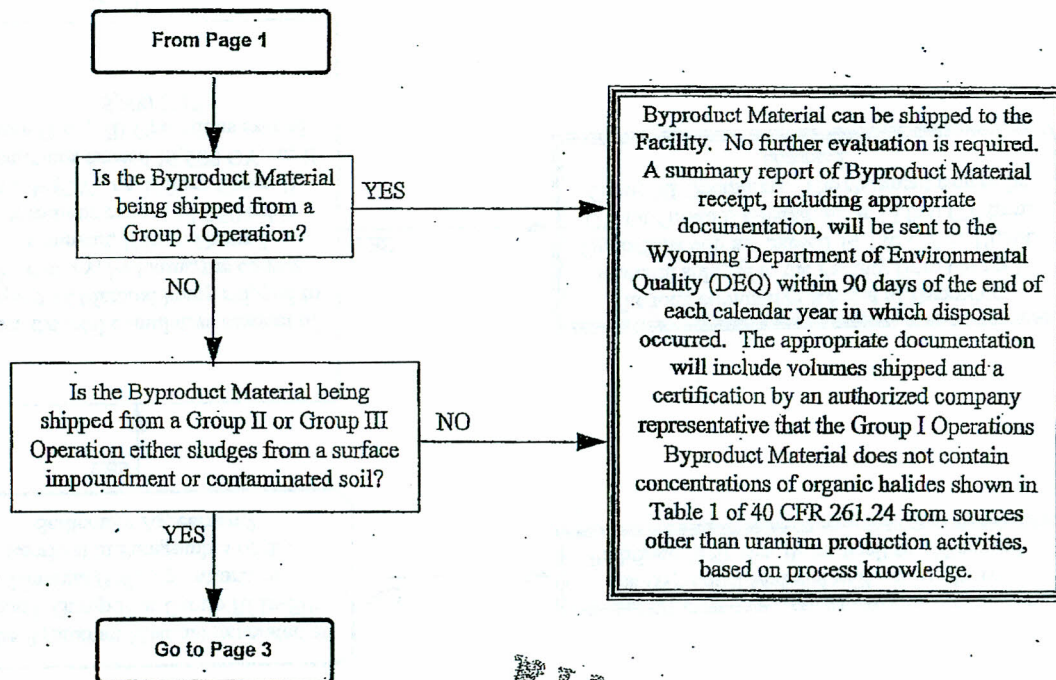 From Page 1
Is the Byproduct Material
being shipped from a
Group I Operation?
YES
NO
Is the Byproduct Material being
shipped from a Group II or Group III
Operation either sludges from a surface
impoundment or contaminated soil?
NO
YES
Go to Page 3
Byproduct Material can be shipped to the
Facility. No further evaluation is required.
A summary report of Byproduct Material
receipt, including appropriate
documentation, will be sent to the
Wyoming Department of Environmental
Quality (DEQ) within 90 days of the end of
each calendar year in which disposal
occurred. The appropriate documentation
will include volumes shipped and a
certification by an authorized company
representative that the Group I Operations
Byproduct Material does not contain
concentrations of organic halides shown in
Table 1 of 40 CFR 261.24 from sources
other than uranium production activities,
based on process knowledge.